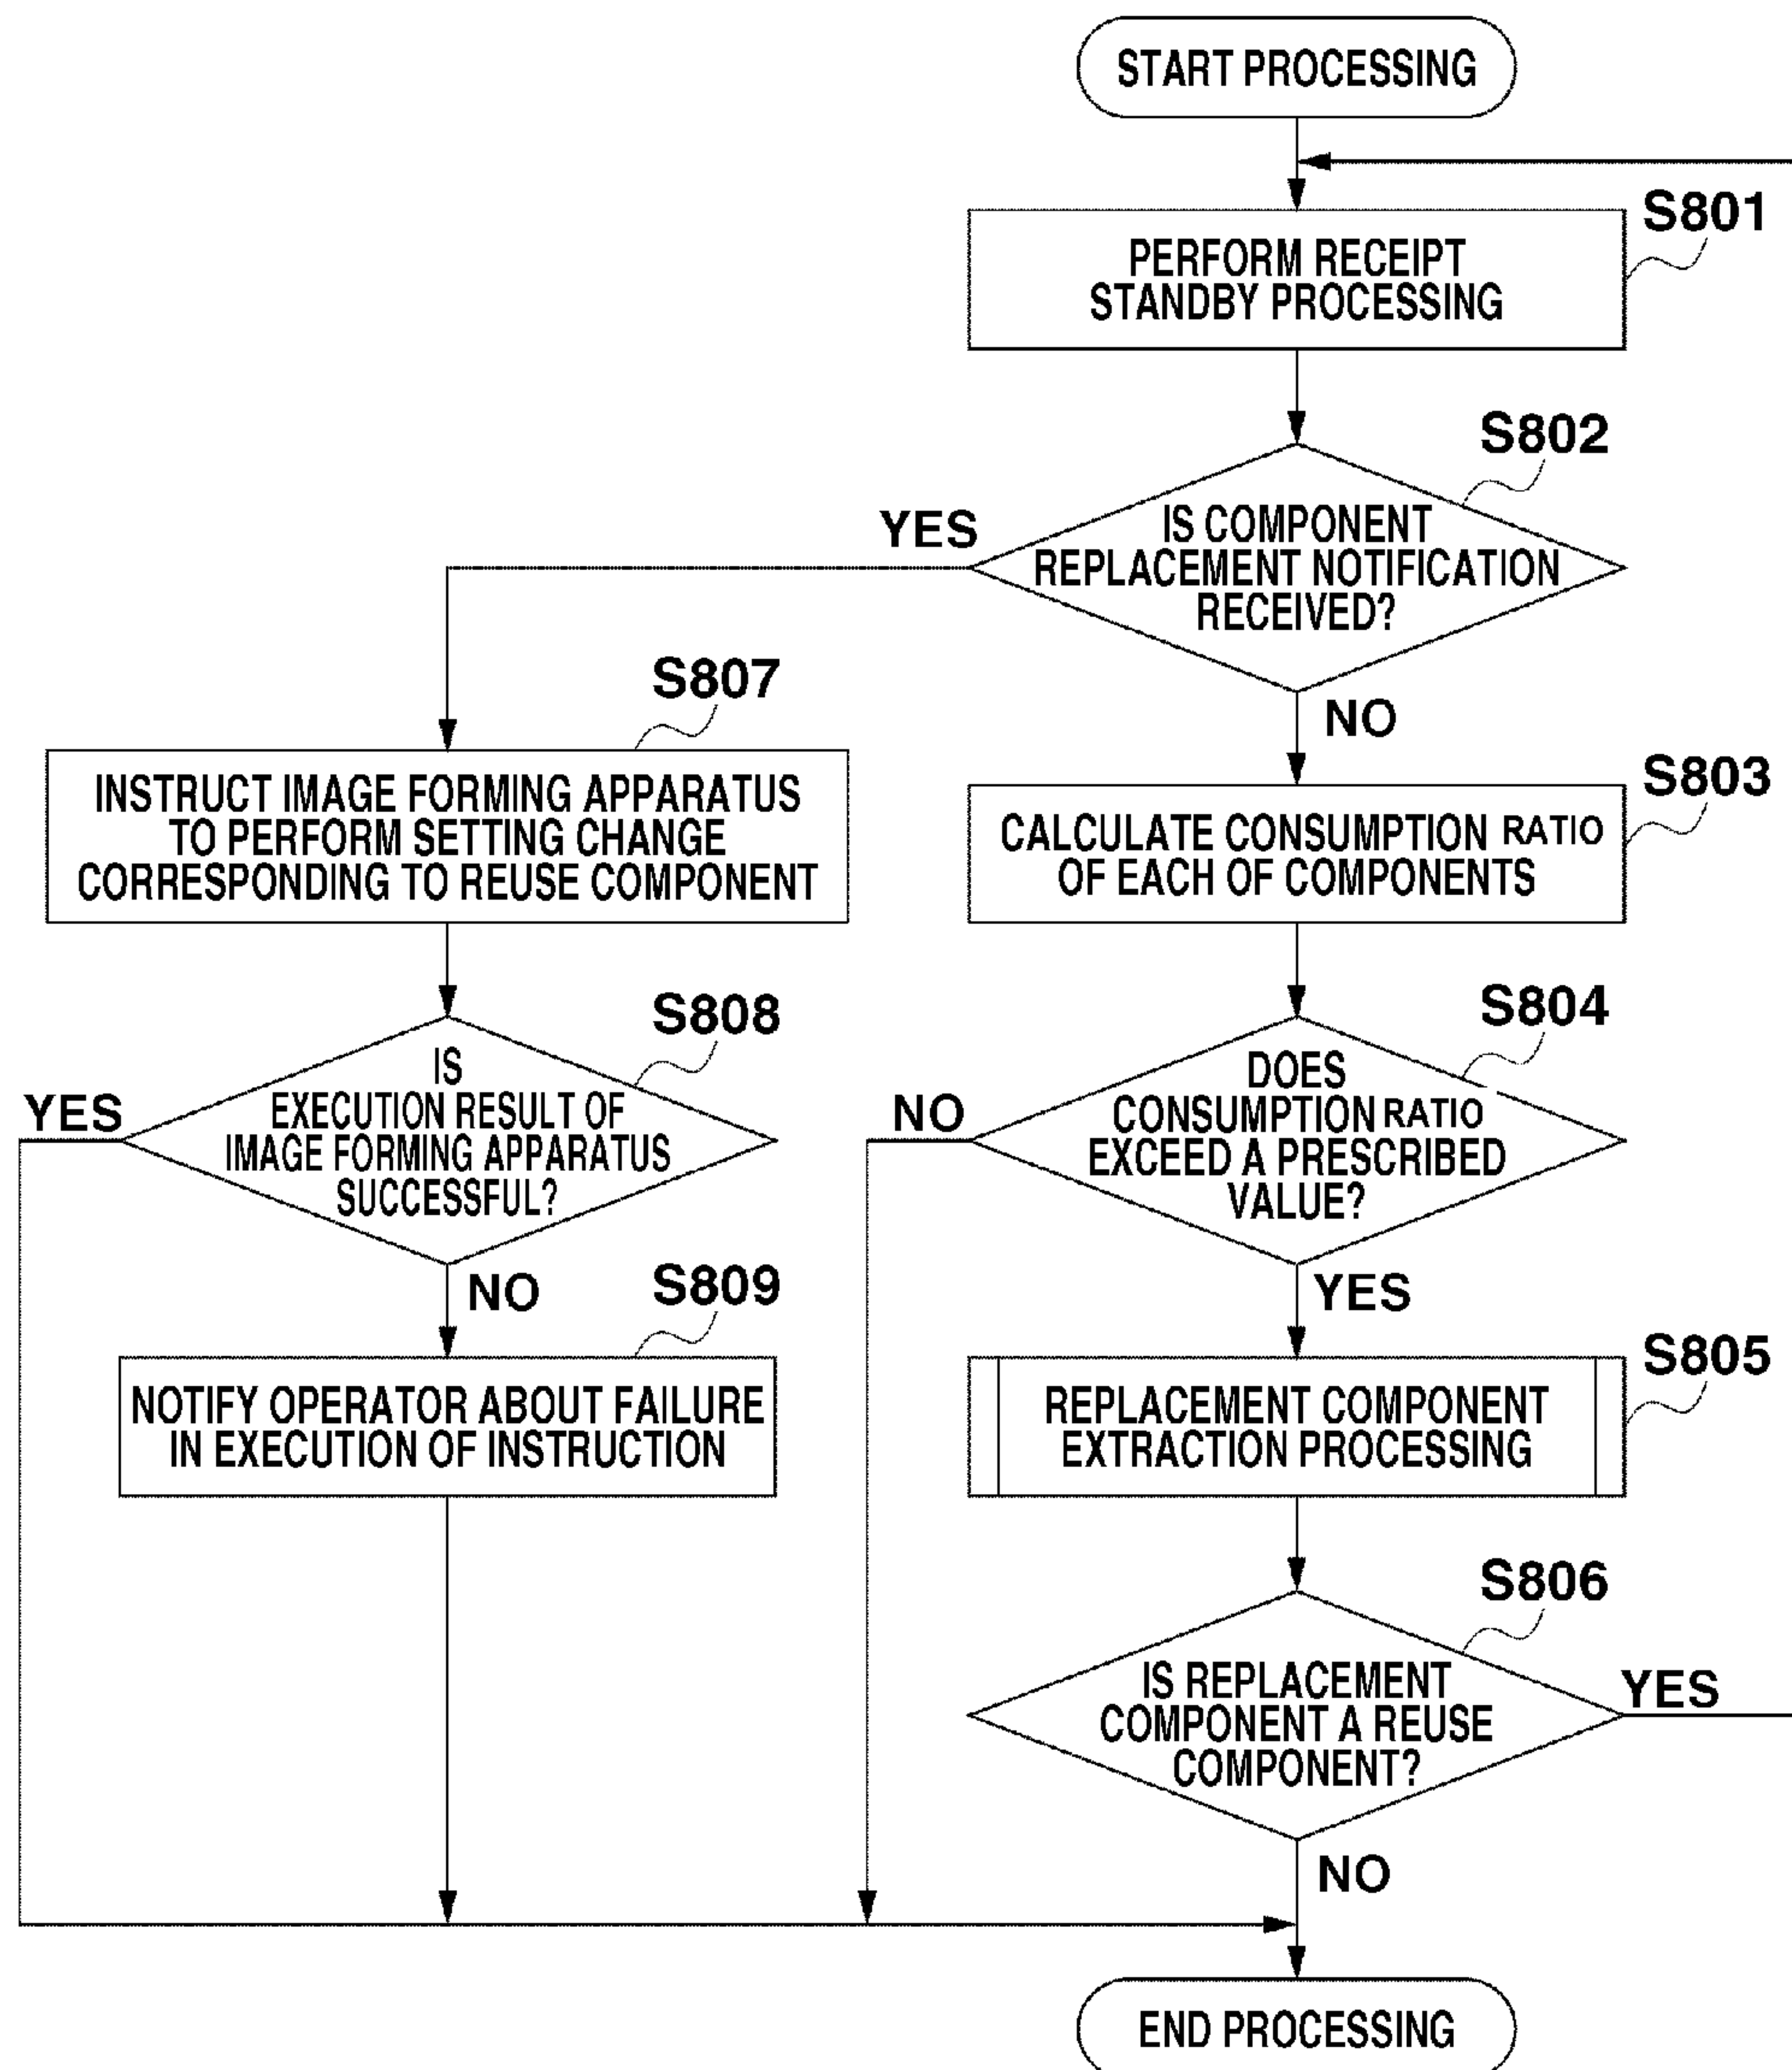 START PROCESSING
S801
PERFORM RECEIPT
STANDBY PROCESSING
S802
YES
IS COMPONENT
REPLACEMENT NOTIFICATION
RECEIVED?
NO
S807
INSTRUCT IMAGE FORMING APPARATUS
TO PERFORM SETTING CHANGE
CORRESPONDING TO REUSE COMPONENT
S803
CALCULATE CONSUMPTION RATIO
OF EACH OF COMPONENTS
S808
YES
IS
EXECUTION RESULT OF
IMAGE FORMING APPARATUS
SUCCESSFUL?
NO
S804
NO
DOES
CONSUMPTION RATIO
EXCEED A PRESCRIBED
VALUE?
YES
S809
NOTIFY OPERATOR ABOUT FAILURE
IN EXECUTION OF INSTRUCTION
S805
REPLACEMENT COMPONENT
EXTRACTION PROCESSING
S806
IS REPLACEMENT
COMPONENT A REUSE
COMPONENT?
YES
NO
END PROCESSING